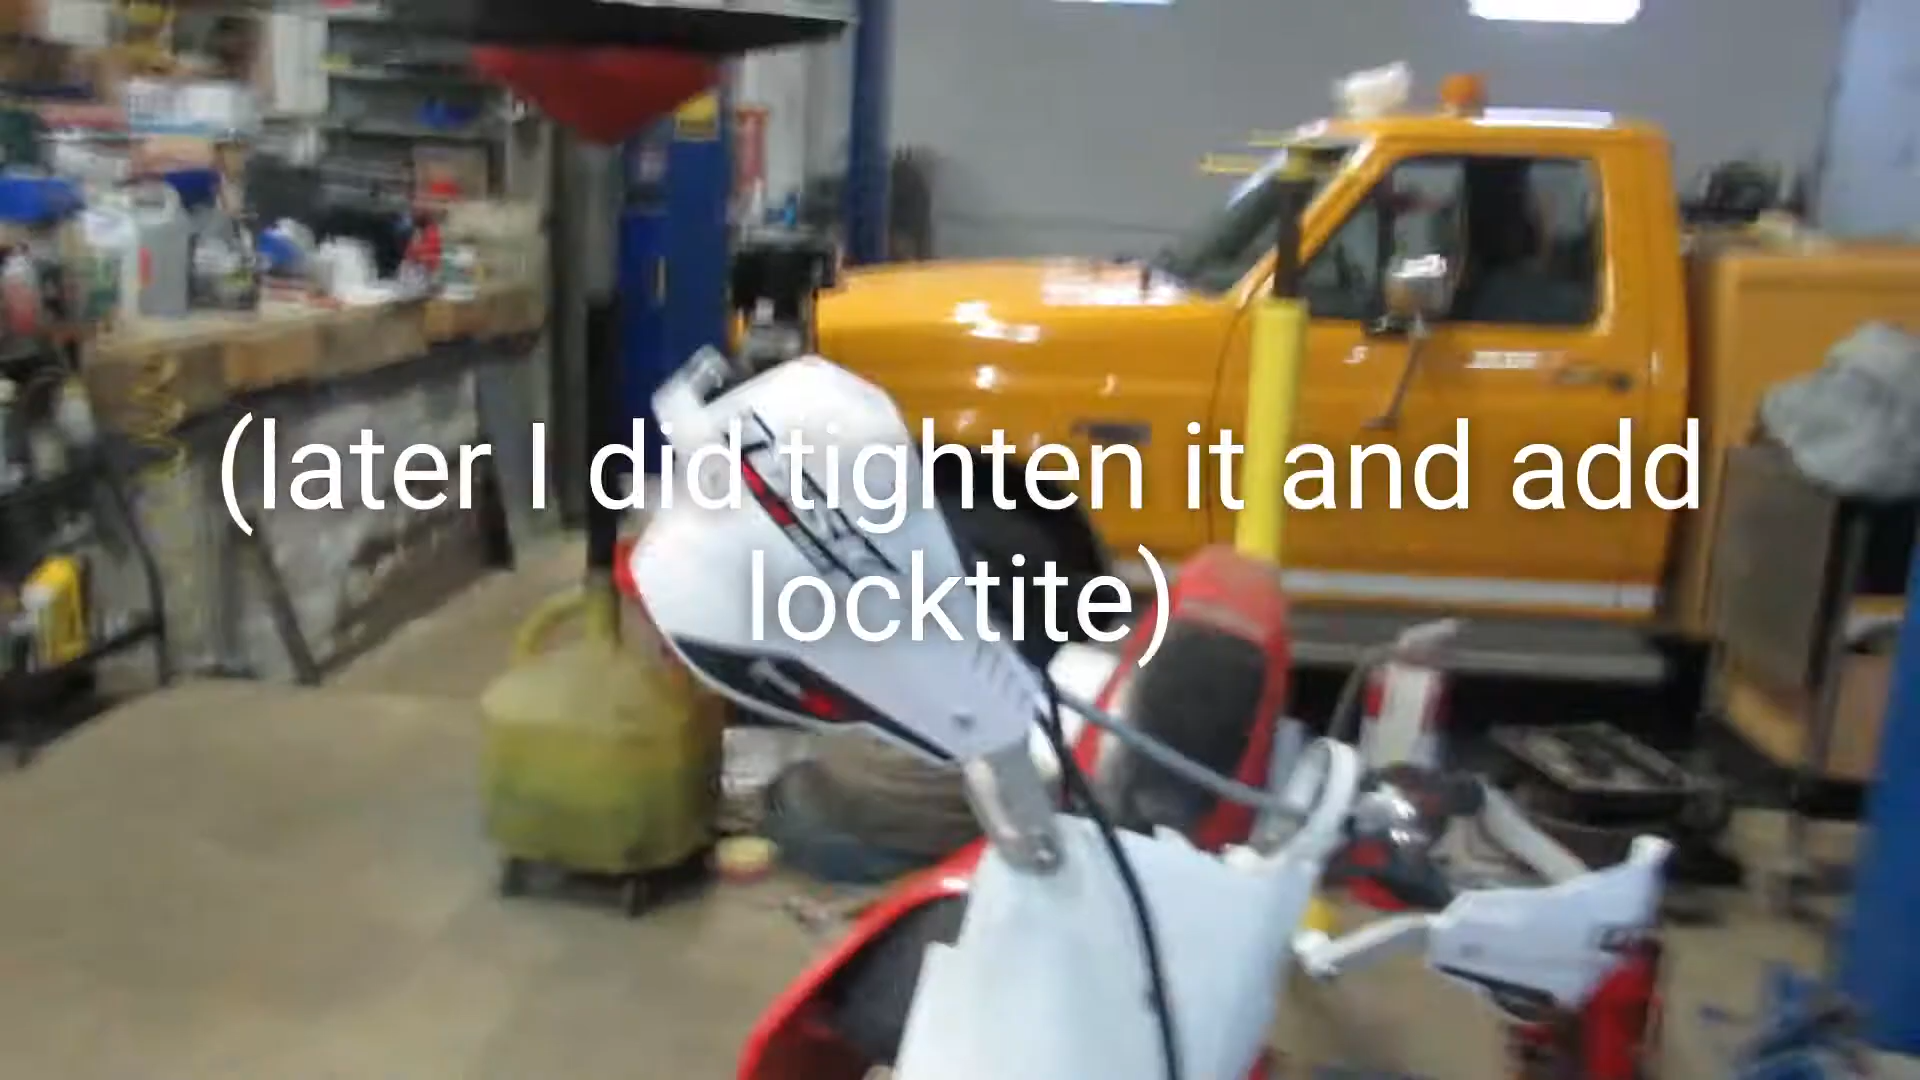 (later I did tighten it and add
locktite)